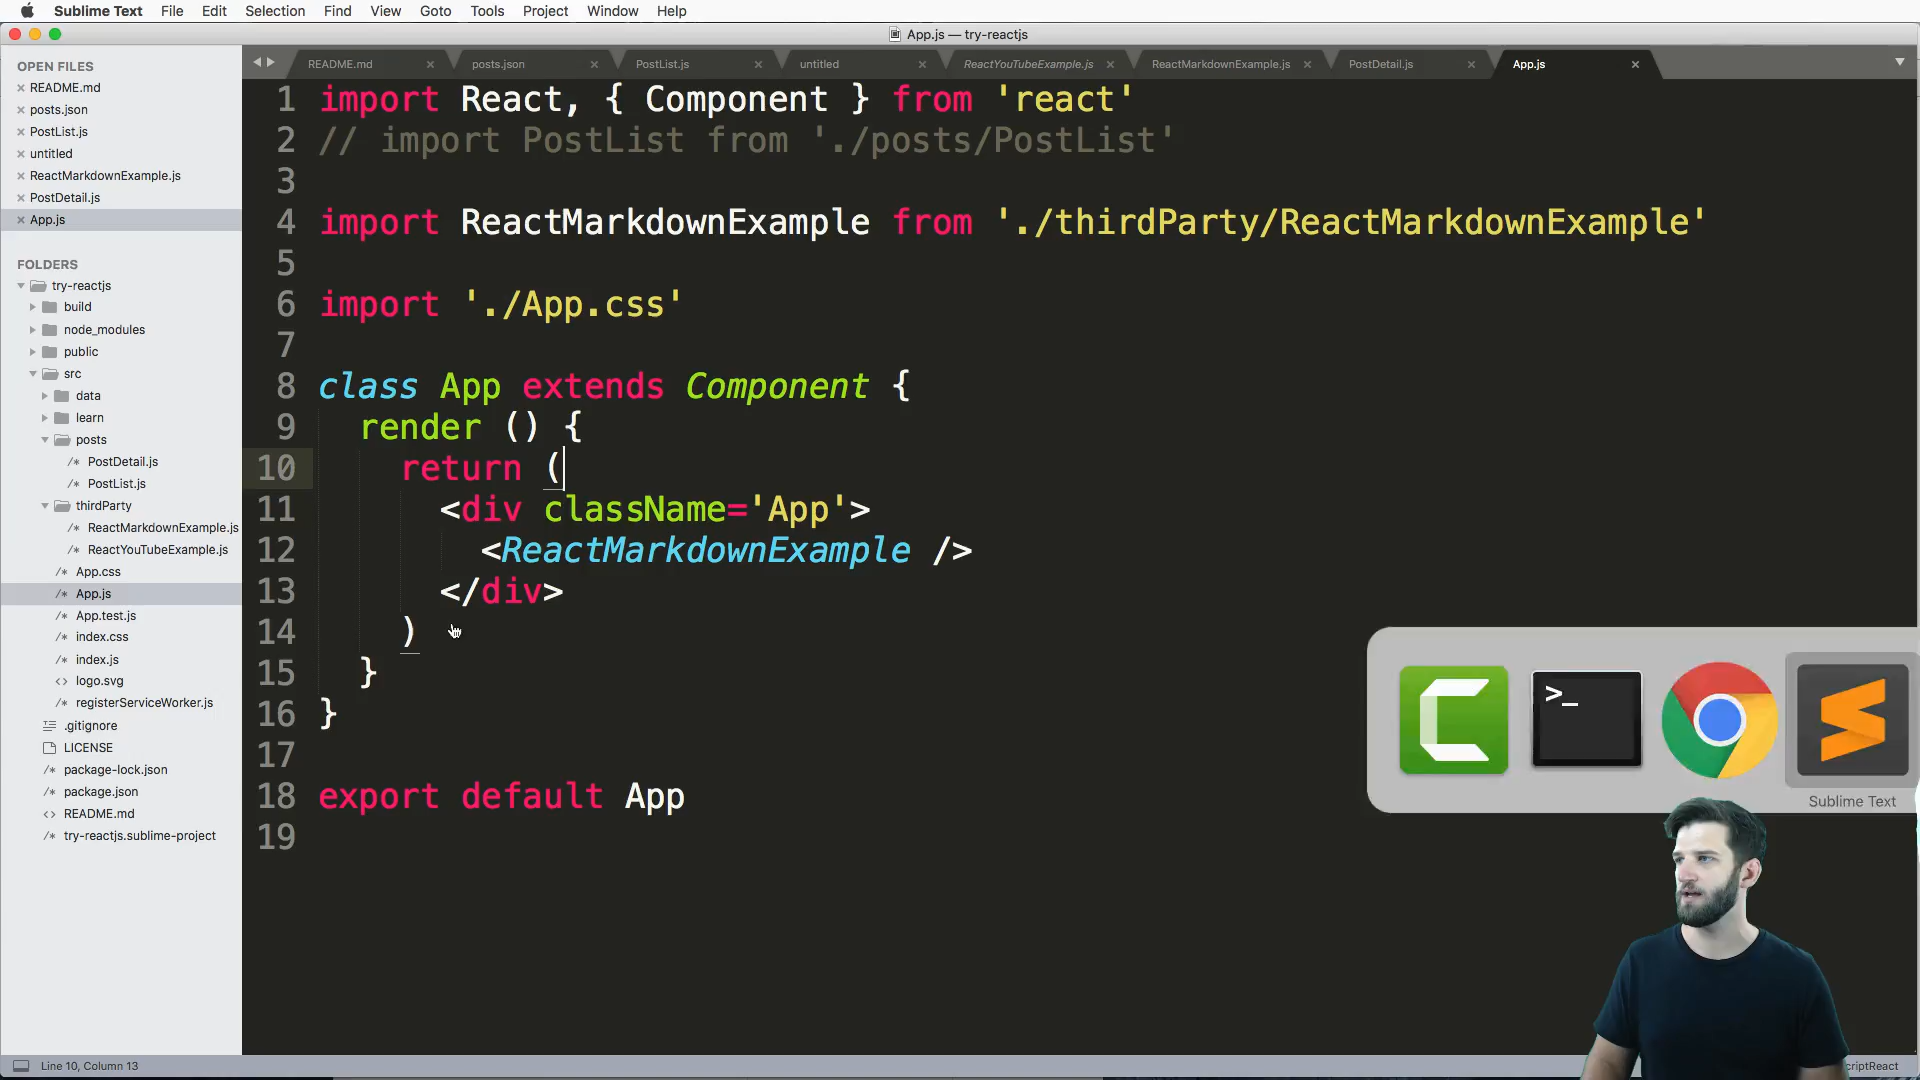 Sublime Text File Edit Selection Find View Goto Tools Project Window Help
App.js — try-reactjs
OPEN FILES
README.md
posts.json
PostList.js
untitled
ReactMarkdownExample.js
PostDetail.js
App.js
FOLDERS
try-reactjs
build
node_modules
public
src
data
learn
posts
PostDetail.js
PostList.js
thirdParty
ReactMarkdownExample.js
ReactYouTubeExample.js
App.css
App.js
App.test.js
index.css
index.js
logo.svg
registerServiceWorker.js
.gitignore
LICENSE
package-lock.json
package.json
README.md
try-reactjs.sublime-project
README.md posts.json PostList.js untitled ReactYouTubeExample.js ReactMarkdownExample.js PostDetail.js App.js
1 import React, { Component } from 'react'
2 // import PostList from './posts/PostList'
3
4 import ReactMarkdownExample from './thirdParty/ReactMarkdownExample'
5
6 import './App.css'
7
8 class App extends Component {
9 render () {
10 return (
11 <div className='App'>
12 <ReactMarkdownExample />
13 </div>
14 )
15 }
16 }
17
18 export default App
19
>_
Sublime Text
Line 10, Column 13
criptReact